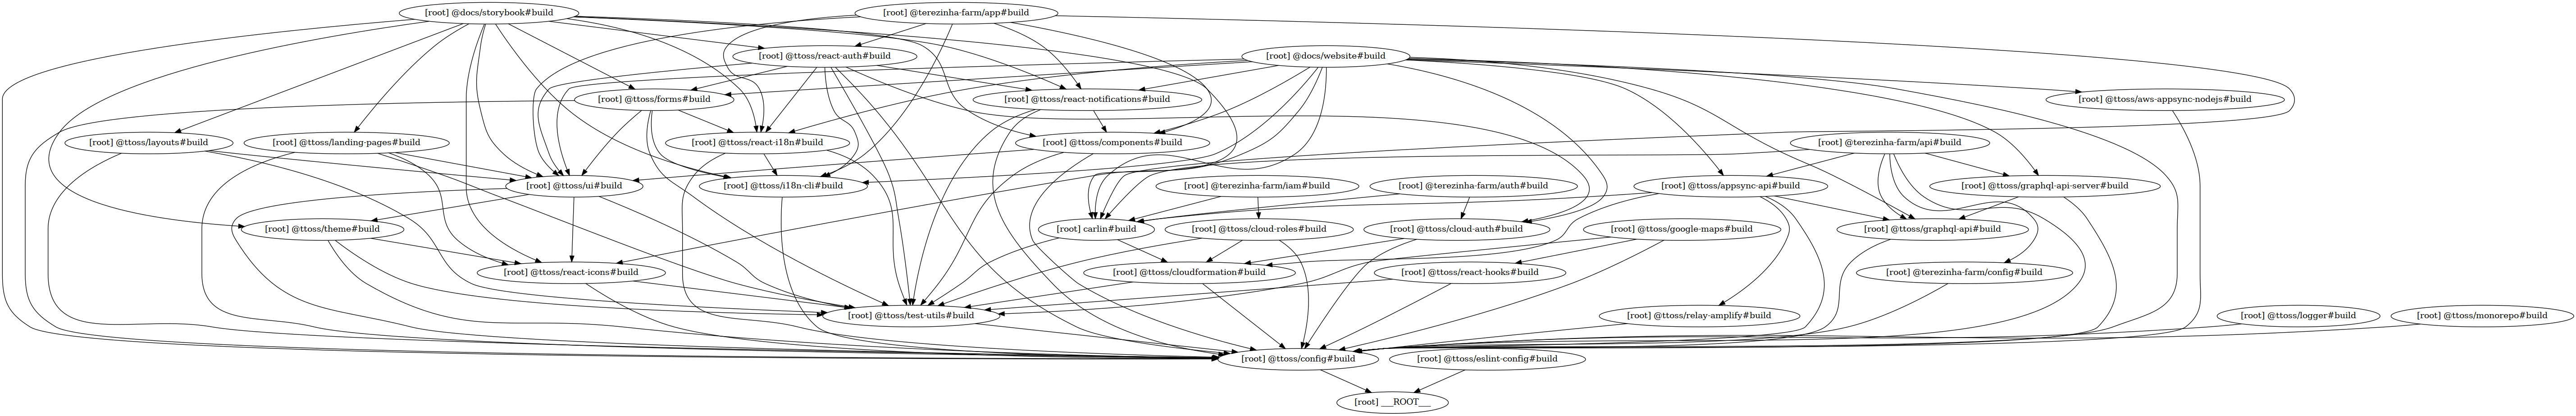 [root] @docs/storybook#build
[root] @terezinha-farm/app#build
[root] @ttoss/react-auth#build
[root] @docs/website#build
[root] @ttoss/forms#build
[root] @ttoss/react-notifications#build
[root] @ttoss/aws-appsync-nodejs#build
[root] @ttoss/layouts#build
[root] @ttoss/landing-pages#build
[root] @ttoss/react-i18n#build
[root] @ttoss/components#build
[root] @terezinha-farm/api#build
[root] @ttoss/ui#build
[root] @ttoss/i18n-cli#build
[root] @terezinha-farm/iam#build
[root] @terezinha-farm/auth#build
[root] @ttoss/appsync-api#build
[root] @ttoss/graphql-api-server#build
[root] @ttoss/theme#build
[root] carlin#build
[root] @ttoss/cloud-roles#build
[root] @ttoss/cloud-auth#build
[root] @ttoss/google-maps#build
[root] @ttoss/graphql-api#build
[root] @ttoss/react-icons#build
[root] @ttoss/cloudformation#build
[root] @ttoss/react-hooks#build
[root] @terezinha-farm/config#build
[root] @ttoss/test-utils#build
[root] @ttoss/relay-amplify#build
[root] @ttoss/logger#build
[root] @ttoss/monorepo#build
[root] @ttoss/config#build
[root] @ttoss/eslint-config#build
[root] ___ROOT___